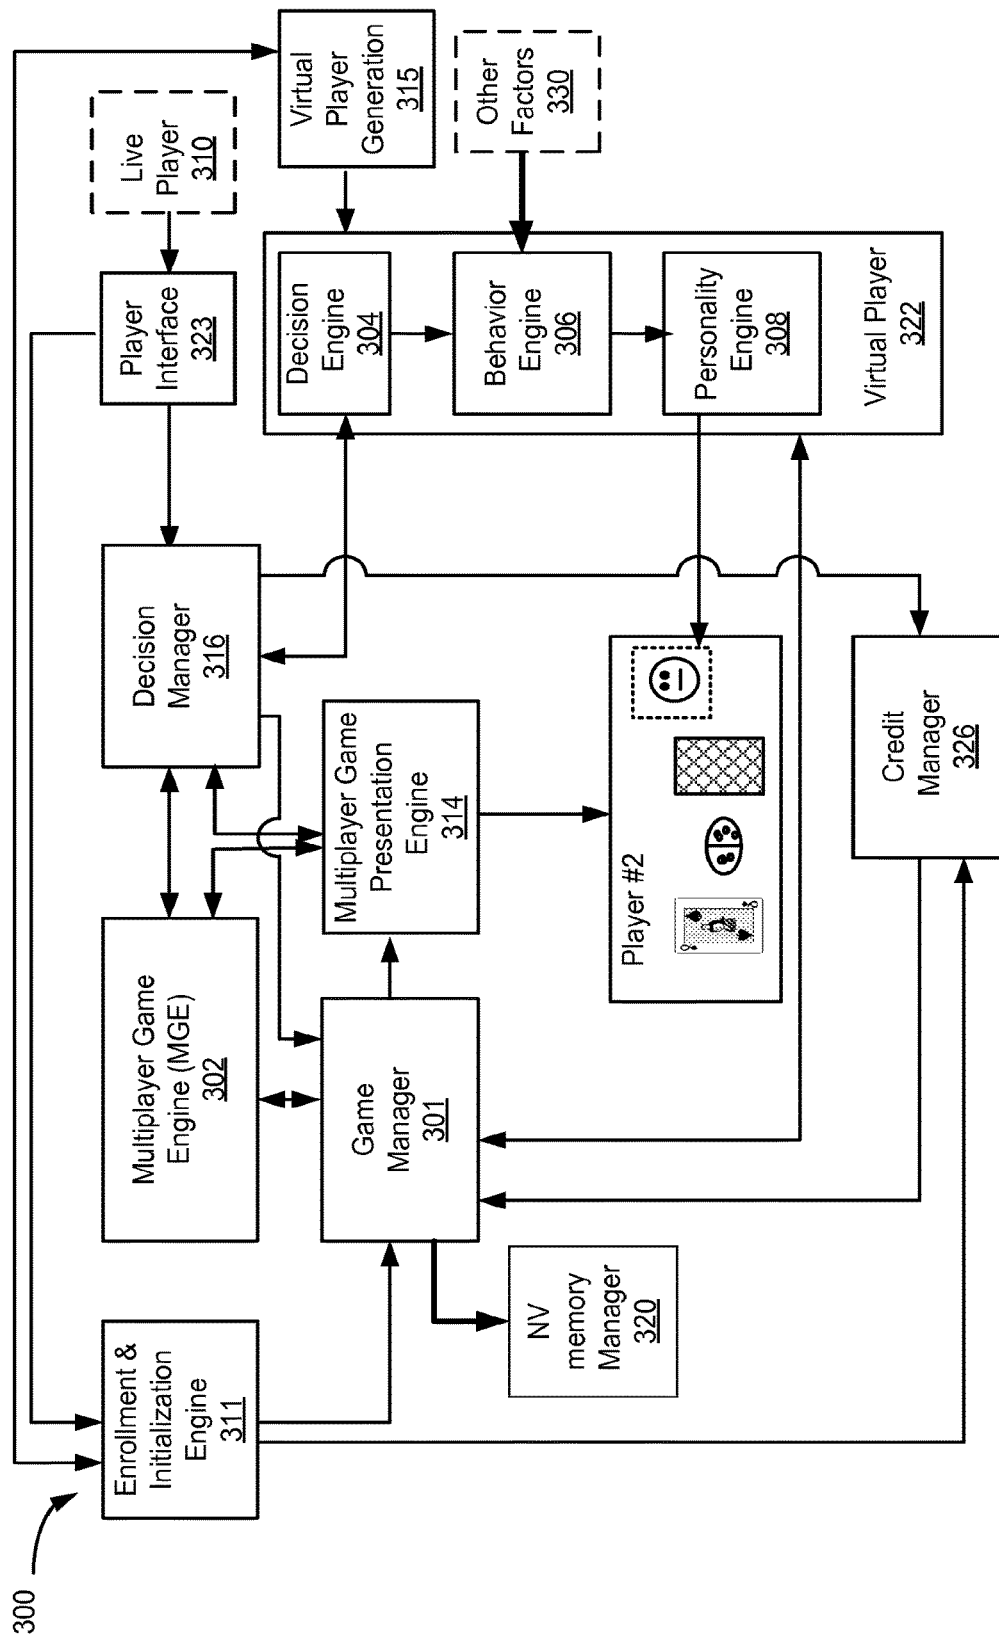 300
Enrollment &
Initialization
Engine
311
Multiplayer Game
Engine (MGE)
302
Decision
Manager
316
Player
Interface
323
Live
Player
310
Virtual
Player
Generation
315
Game
Manager
301
Multiplayer Game
Presentation
Engine
314
Decision
Engine
304
Other
Factors
330
Behavior
Engine
306
Personality
Engine
308
Virtual Player
322
NV
memory
Manager
320
Player #2
Credit
Manager
326